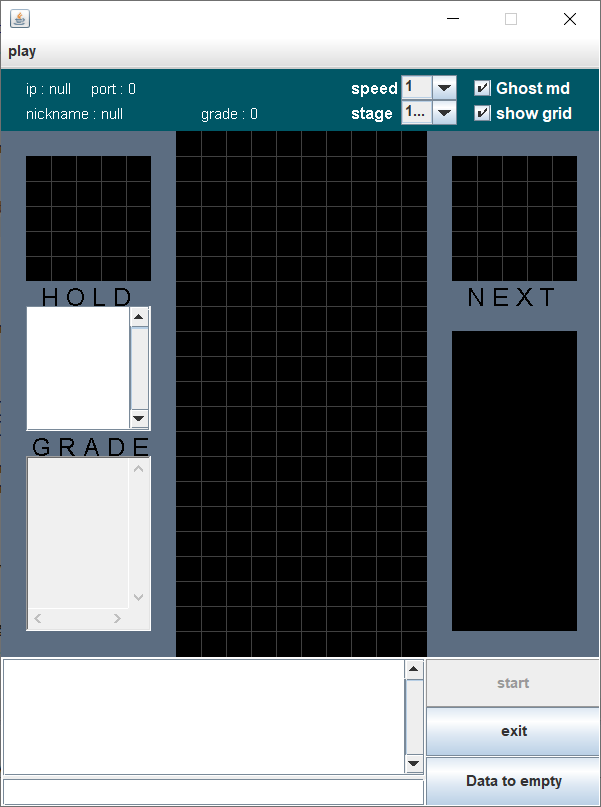 play
ip : null port : 0
speed 1
Ghost md
nickname : null grade : 0
stage 1...
show grid
HOLD
NEXT
GRADE
start
exit
Data to empty